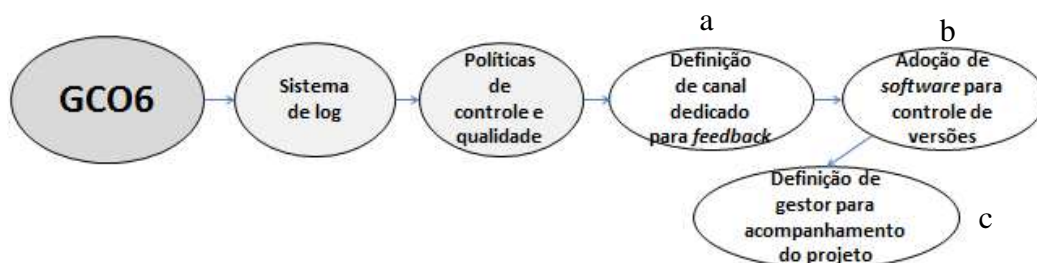 GCO6
Sistema
de log
Políticas
de
controle e
qualidade
a
Definição
de canal
dedicado
para feedback
b
Adoção de
software para
controle de
versões
Definição de
gestor para
acompanhamento
do projeto
c